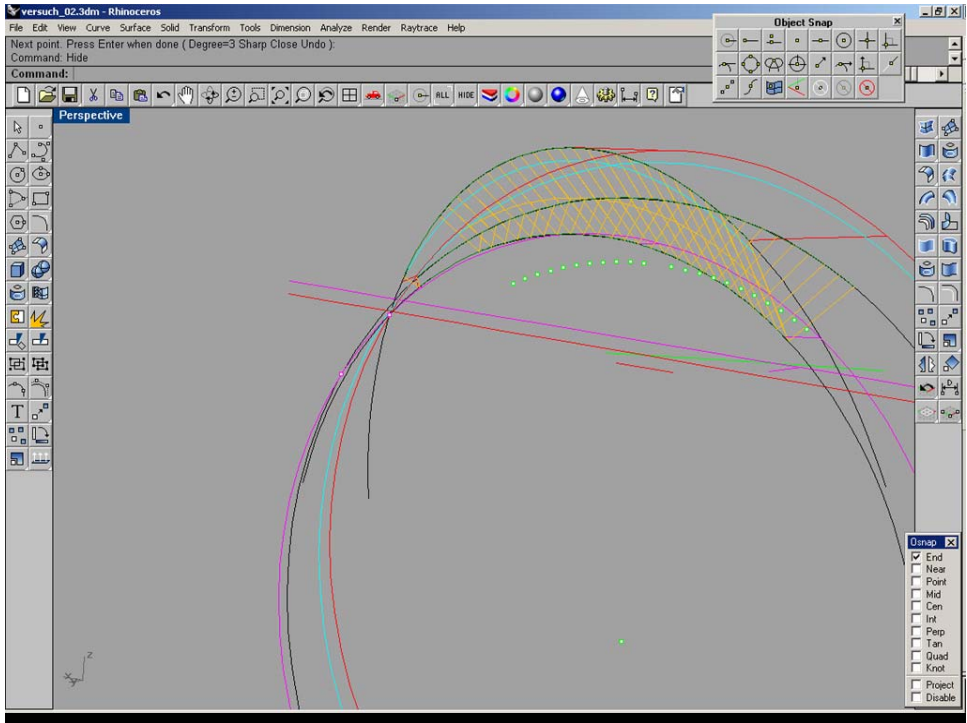 versuch_02.3dm - Rhinoceros
File Edit View Curve Surface Solid Transform Tools Dimension Analyze Render Raytrace Help
Next point. Press Enter when done ( Degree=3 Sharp Close Undo ):
Command: Hide
Command:
Object Snap
ALL HIDE
Perspective
T
D
z
x
y
Osnap
End
Near
Point
Mid
Cen
Int
Perp
Tan
Quad
Knot
Project
Disable